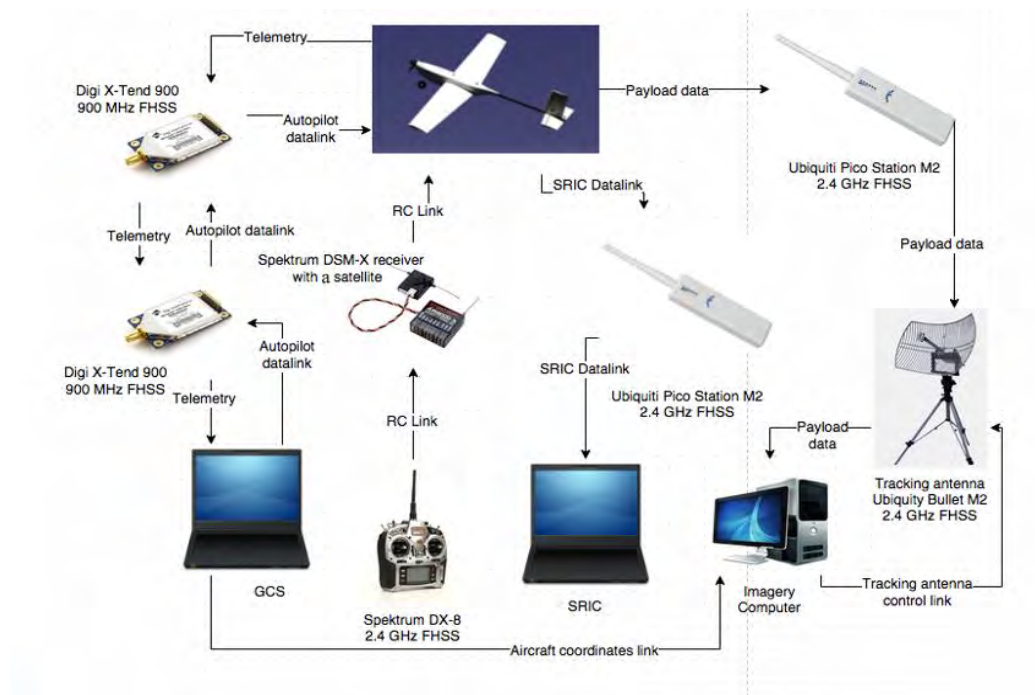 Telemetry
Digi X-Tend 900
900 MHz FHSS
Autopilot
datalink
Payload data
Ubiquiti Pico Station M2
2.4 GHz FHSS
SRIC Datalink
RC Link
Telemetry
Autopilot datalink
Spektrum DSM-X receiver
with a satellite
Payload data
Digi X-Tend 900
900 MHz FHSS
Autopilot
datalink
Telemetry
SRIC Datalink
Ubiquiti Pico Station M2
2.4 GHz FHSS
RC Link
Payload
data
Tracking antenna
Ubiquity Bullet M2
2.4 GHz FHSS
GCS
Spektrum DX-8
2.4 GHz FHSS
SRIC
Imagery
Computer
Tracking antenna
control link
Aircraft coordinates link